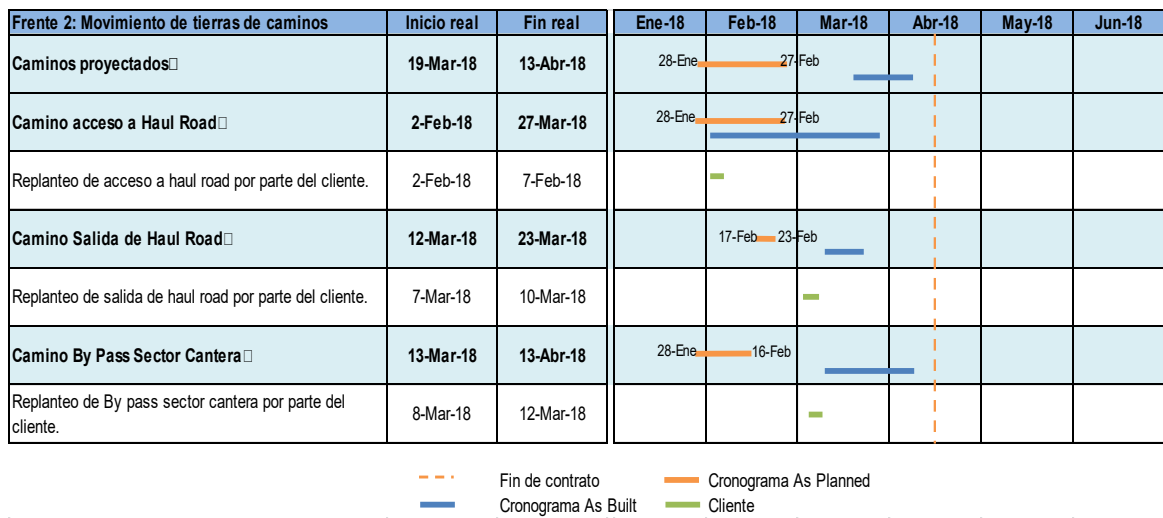 Frente 2: Movimiento de tierras de caminos Inicio real Fin real Ene-18 Feb-18 Mar-18 Abr-18 May-18 Jun-18
Caminos proyectados□ 19-Mar-18 13-Abr-18 28-Ene 27-Feb
Camino acceso a Haul Road□ 2-Feb-18 27-Mar-18 28-Ene 27-Feb
Replanteo de acceso a haul road por parte del cliente. 2-Feb-18 7-Feb-18
Camino Salida de Haul Road□ 12-Mar-18 23-Mar-18 17-Feb 23-Feb
Replanteo de salida de haul road por parte del cliente. 7-Mar-18 10-Mar-18
Camino By Pass Sector Cantera□ 13-Mar-18 13-Abr-18 28-Ene 16-Feb
Replanteo de By pass sector cantera por parte del
cliente. 8-Mar-18 12-Mar-18
Fin de contrato Cronograma As Planned
Cronograma As Built Cliente